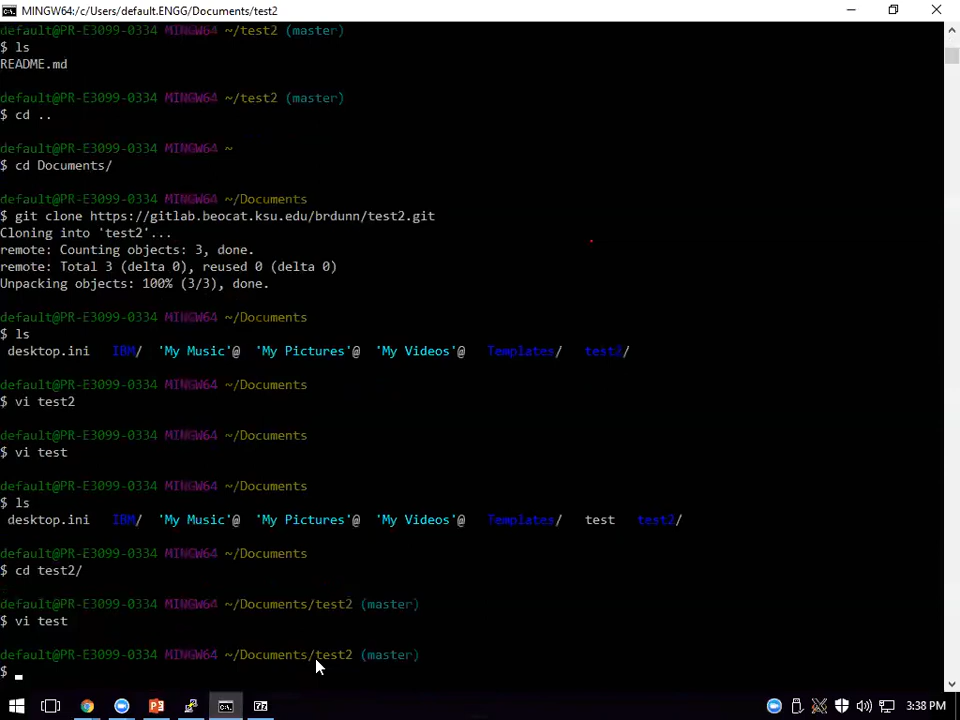 MINGW64:/c/Users/default.ENGG/Documents/test2
default@PR-E3099-0334 MINGW64 ~/test2 (master)
$ ls
README.md
default@PR-E3099-0334 MINGW64 ~/test2 (master)
$ cd ..
default@PR-E3099-0334 MINGW64 ~
$ cd Documents/
default@PR-E3099-0334 MINGW64 ~/Documents
$ git clone https://gitlab.beocat.ksu.edu/brdunn/test2.git
Cloning into 'test2'...
remote: Counting objects: 3, done.
remote: Total 3 (delta 0), reused 0 (delta 0)
Unpacking objects: 100% (3/3), done.
default@PR-E3099-0334 MINGW64 ~/Documents
$ ls
desktop.ini IBM/ 'My Music'@ 'My Pictures'@ 'My Videos'@ Templates/ test2/
default@PR-E3099-0334 MINGW64 ~/Documents
$ vi test2
default@PR-E3099-0334 MINGW64 ~/Documents
$ vi test
default@PR-E3099-0334 MINGW64 ~/Documents
$ ls
desktop.ini IBM/ 'My Music'@ 'My Pictures'@ 'My Videos'@ Templates/ test test2/
default@PR-E3099-0334 MINGW64 ~/Documents
$ cd test2/
default@PR-E3099-0334 MINGW64 ~/Documents/test2 (master)
$ vi test
default@PR-E3099-0334 MINGW64 ~/Documents/test2 (master)
$
3:38 PM